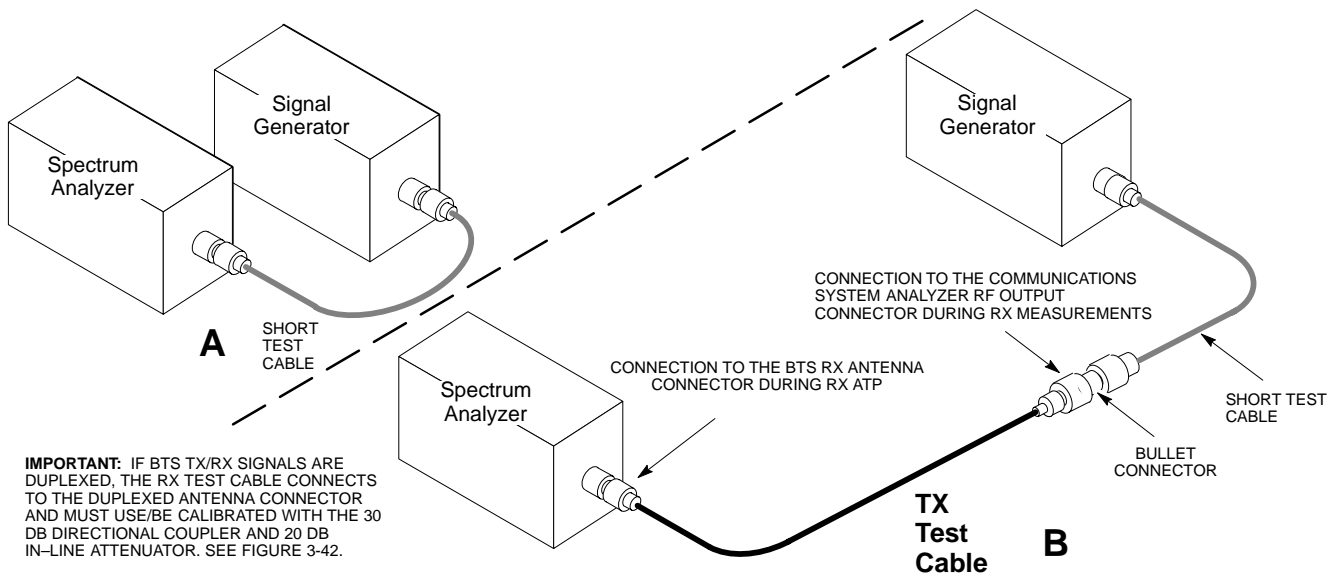 Signal
Generator
Spectrum
Analyzer
A
SHORT
TEST
CABLE
Signal
Generator
CONNECTION TO THE COMMUNICATIONS
SYSTEM ANALYZER RF OUTPUT
CONNECTOR DURING RX MEASUREMENTS
CONNECTION TO THE BTS RX ANTENNA
CONNECTOR DURING RX ATP
Spectrum
Analyzer
SHORT TEST
CABLE
BULLET
CONNECTOR
IMPORTANT: IF BTS TX/RX SIGNALS ARE
DUPLEXED, THE RX TEST CABLE CONNECTS
TO THE DUPLEXED ANTENNA CONNECTOR
AND MUST USE/BE CALIBRATED WITH THE 30
DB DIRECTIONAL COUPLER AND 20 DB
IN–LINE ATTENUATOR. SEE FIGURE 3-42.
TX
Test
Cable
B